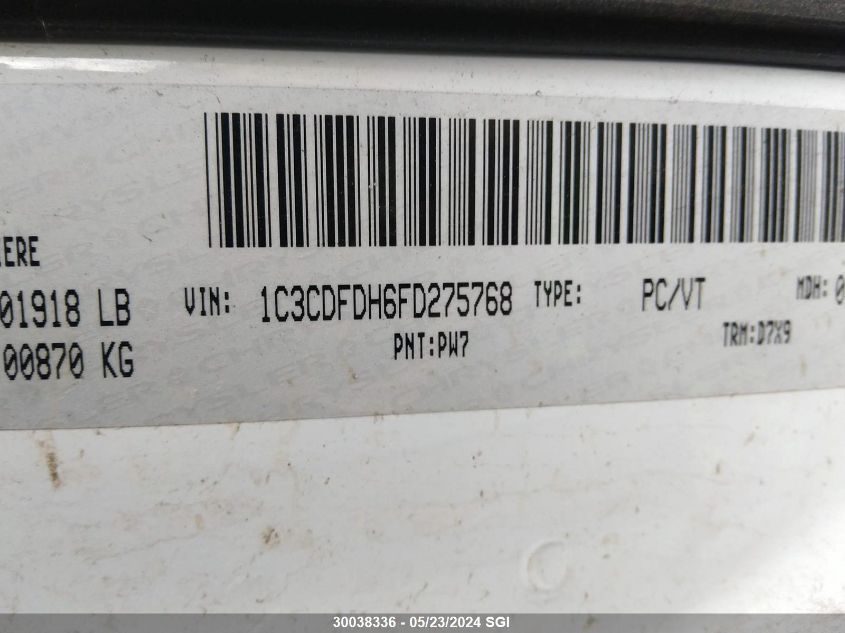 01918 LB VIN: 1C3CDFDH6FD275768 TYPE: PC/VT MDH: 0
00870 KG PNT:PW7 TRM:D7X9
30038336 - 05/23/2024 SGI